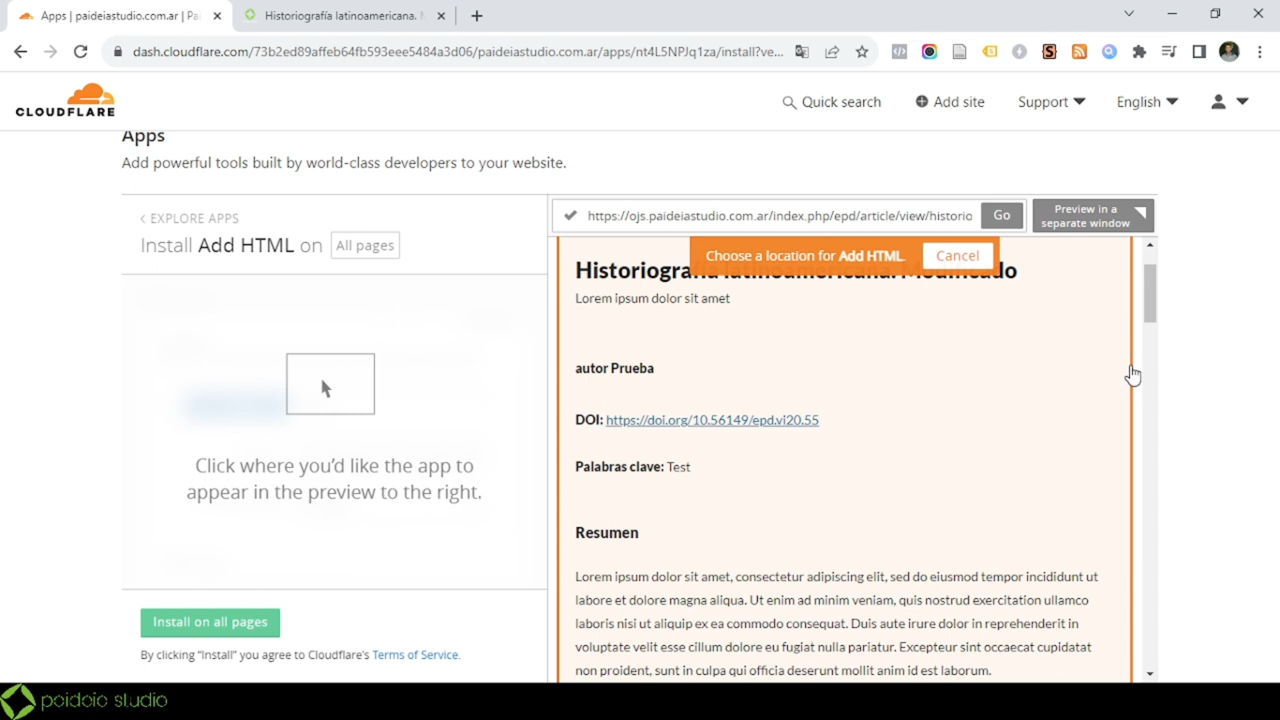 Apps | paideiastudio.com.ar | Pa
Historiografía latinoamericana. M
dash.cloudflare.com/73b2ed89affeb64fb593eee5484a3d06/paideiastudio.com.ar/apps/nt4L5NPJq1za/install?ve...
CLOUDFLARE
Quick search
Add site
Support
English
Apps
Add powerful tools built by world-class developers to your website.
EXPLORE APPS
Install Add HTML on All pages
Click where you'd like the app to
appear in the preview to the right.
Install on all pages
By clicking "Install" you agree to Cloudflare's Terms of Service.
https://ojs.paideiastudio.com.ar/index.php/epd/article/view/historio
Go
Preview in a
separate window
Choose a location for Add HTML.
Cancel
Historiografía latinoamericana. Modificado
Lorem ipsum dolor sit amet
autor Prueba
DOI: https://doi.org/10.56149/epd.vi20.55
Palabras clave: Test
Resumen
Lorem ipsum dolor sit amet, consectetur adipiscing elit, sed do eiusmod tempor incididunt ut
labore et dolore magna aliqua. Ut enim ad minim veniam, quis nostrud exercitation ullamco
laboris nisi ut aliquip ex ea commodo consequat. Duis aute irure dolor in reprehenderit in
voluptate velit esse cillum dolore eu fugiat nulla pariatur. Excepteur sint occaecat cupidatat
non proident, sunt in culpa qui officia deserunt mollit anim id est laborum.
paideia studio